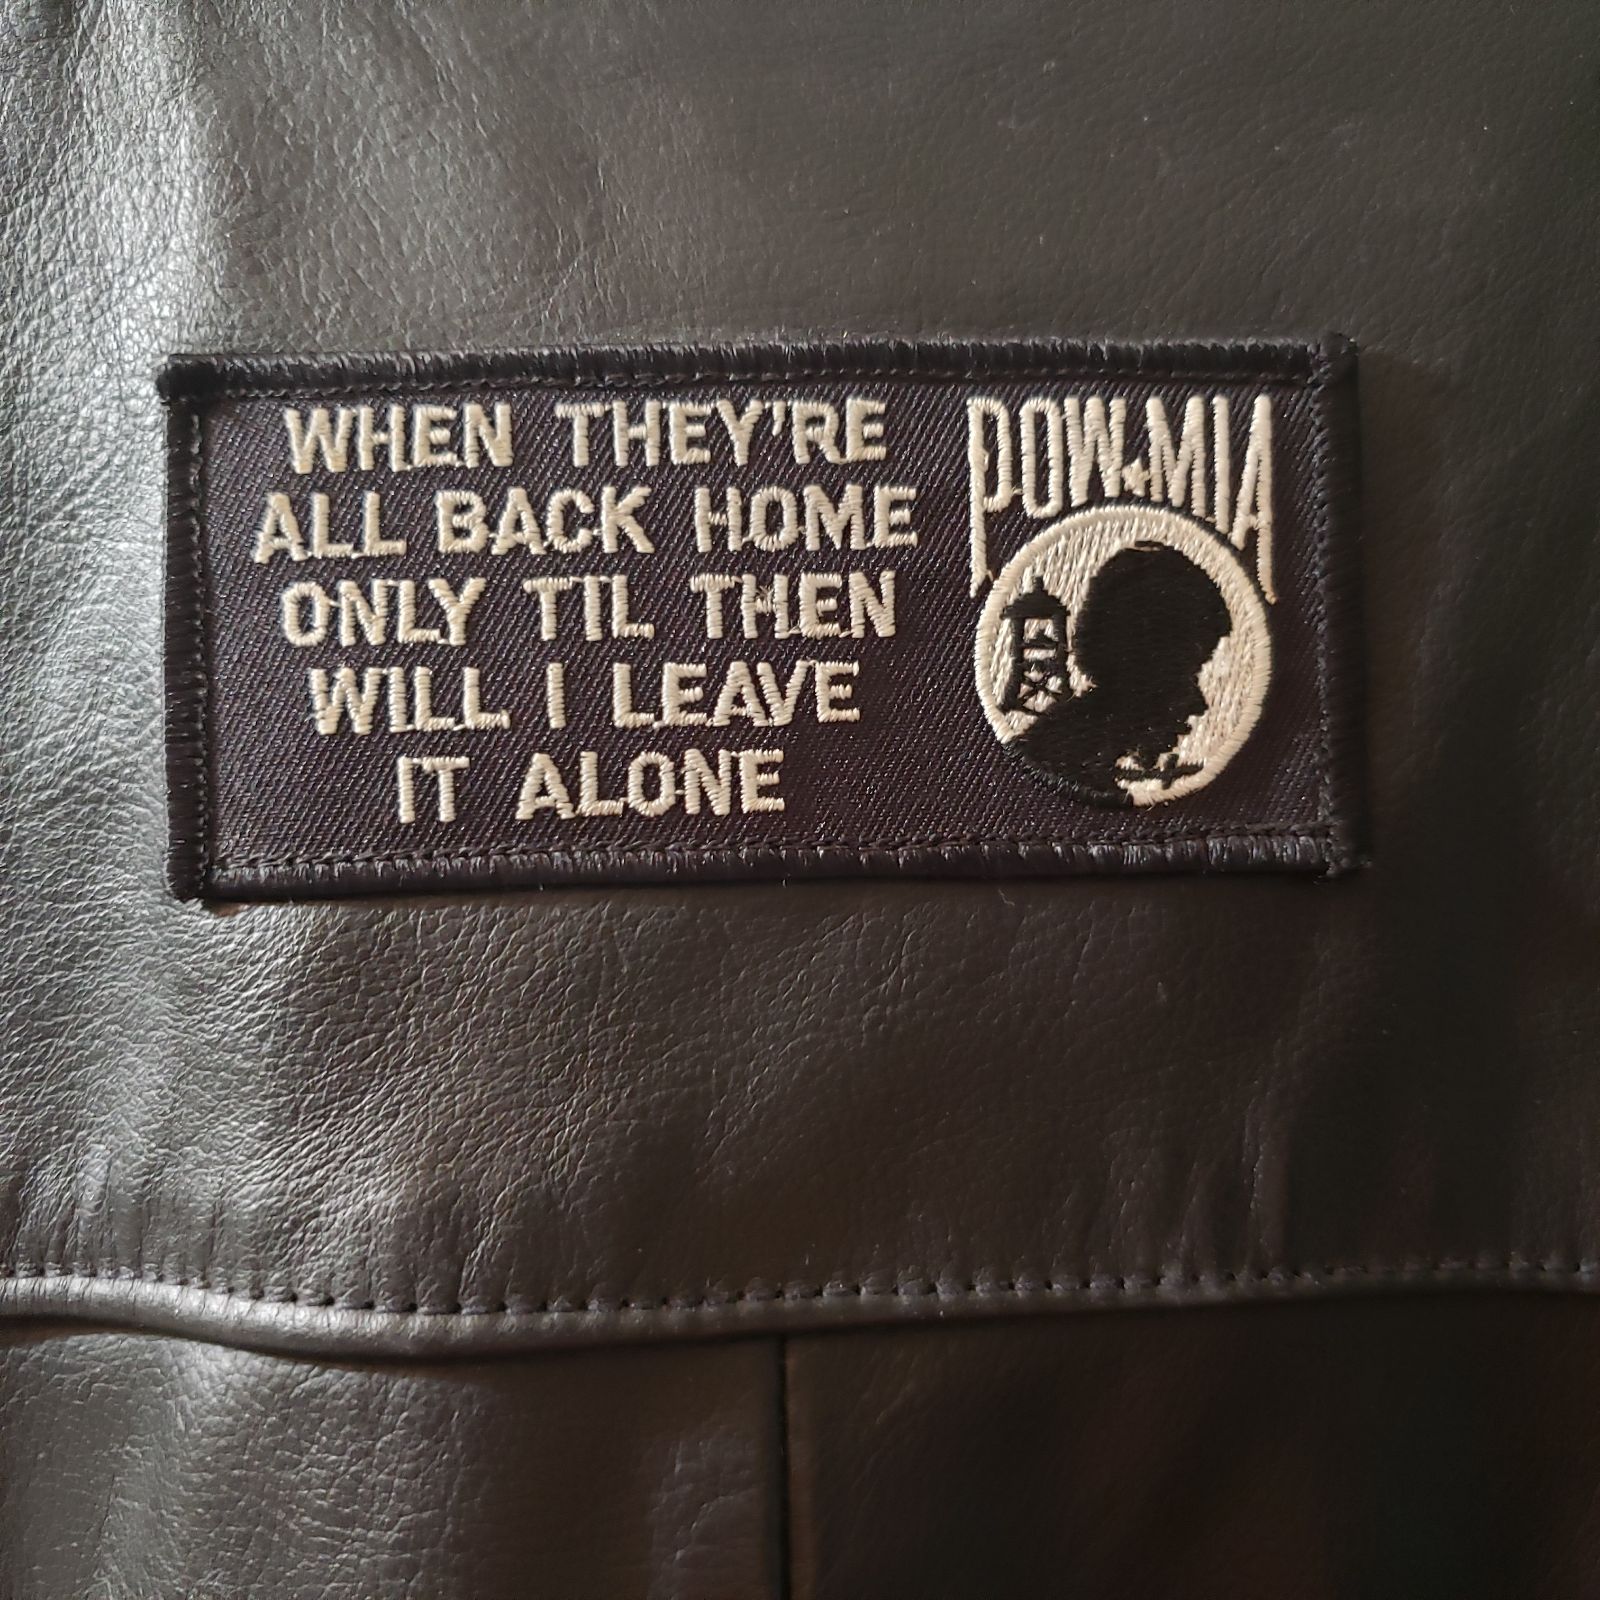 WHEN THEY'RE
ALL BACK HOME
ONLY TIL THEN
WILL I LEAVE
IT ALONE
POW★MIA